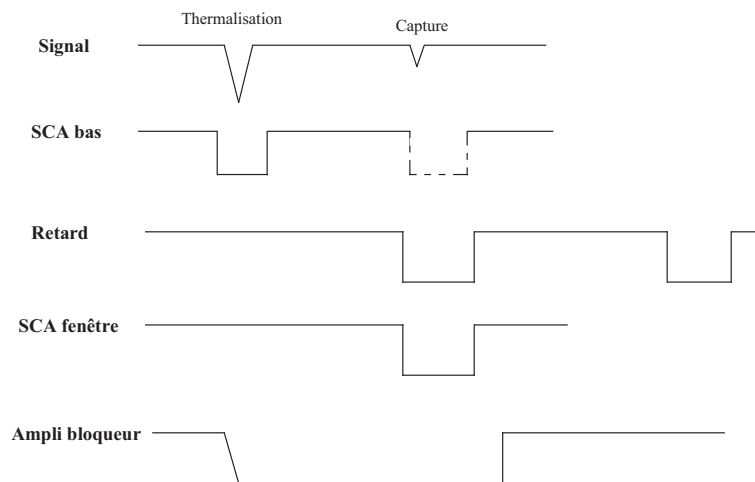 Thermalisation
Capture
Signal
SCA bas
Retard
SCA fenêtre
Ampli bloqueur